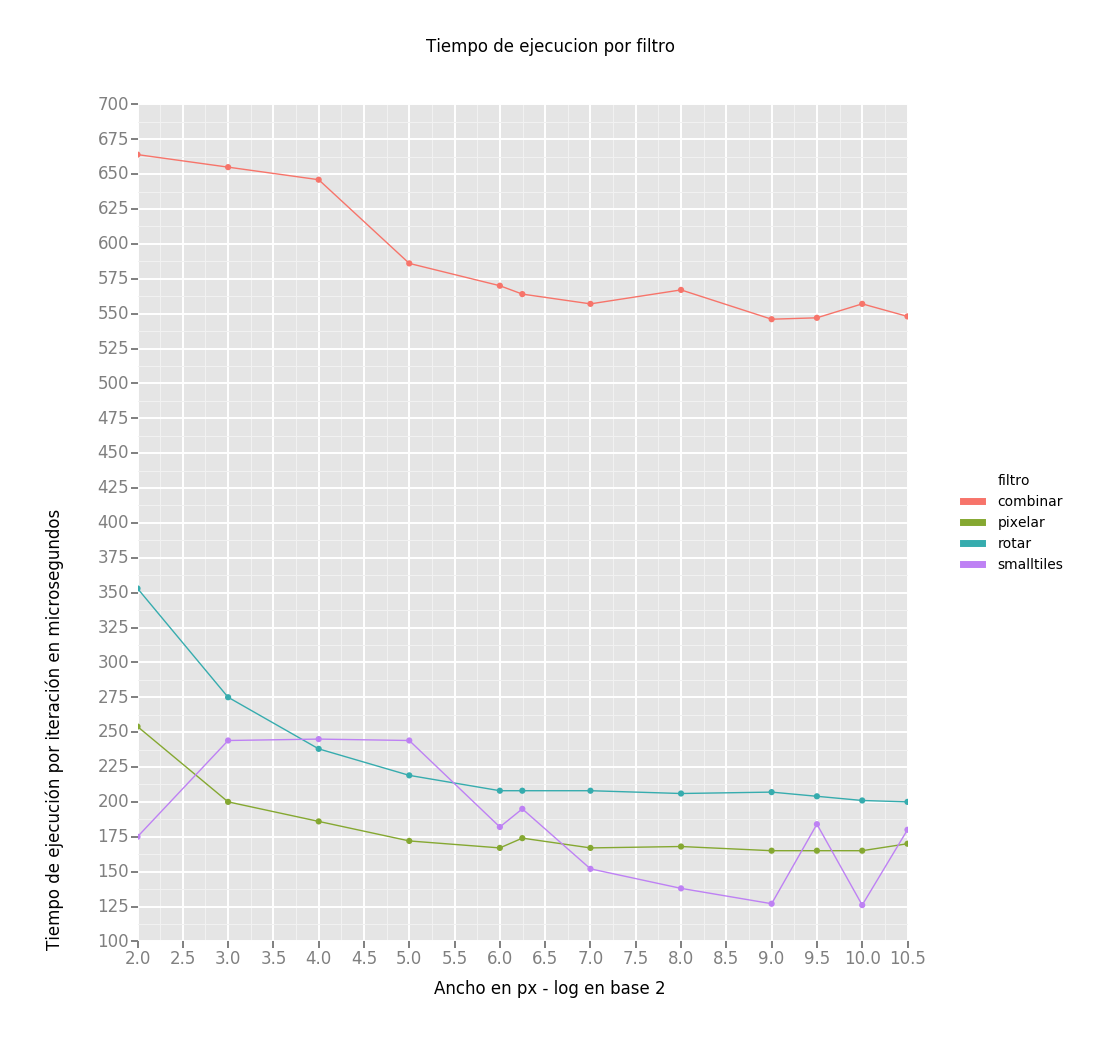 Tiempo de ejecucion por filtro
700
675
650
625
600
575
550
525
500
475
450
425
400
375
350
325
300
275
250
225
200
175
150
125
100
Tiempo de ejecución por iteración en microsegundos
2.0 2.5 3.0 3.5 4.0 4.5 5.0 5.5 6.0 6.5 7.0 7.5 8.0 8.5 9.0 9.5 10.0 10.5
Ancho en px - log en base 2
filtro
combinar
pixelar
rotar
smalltiles